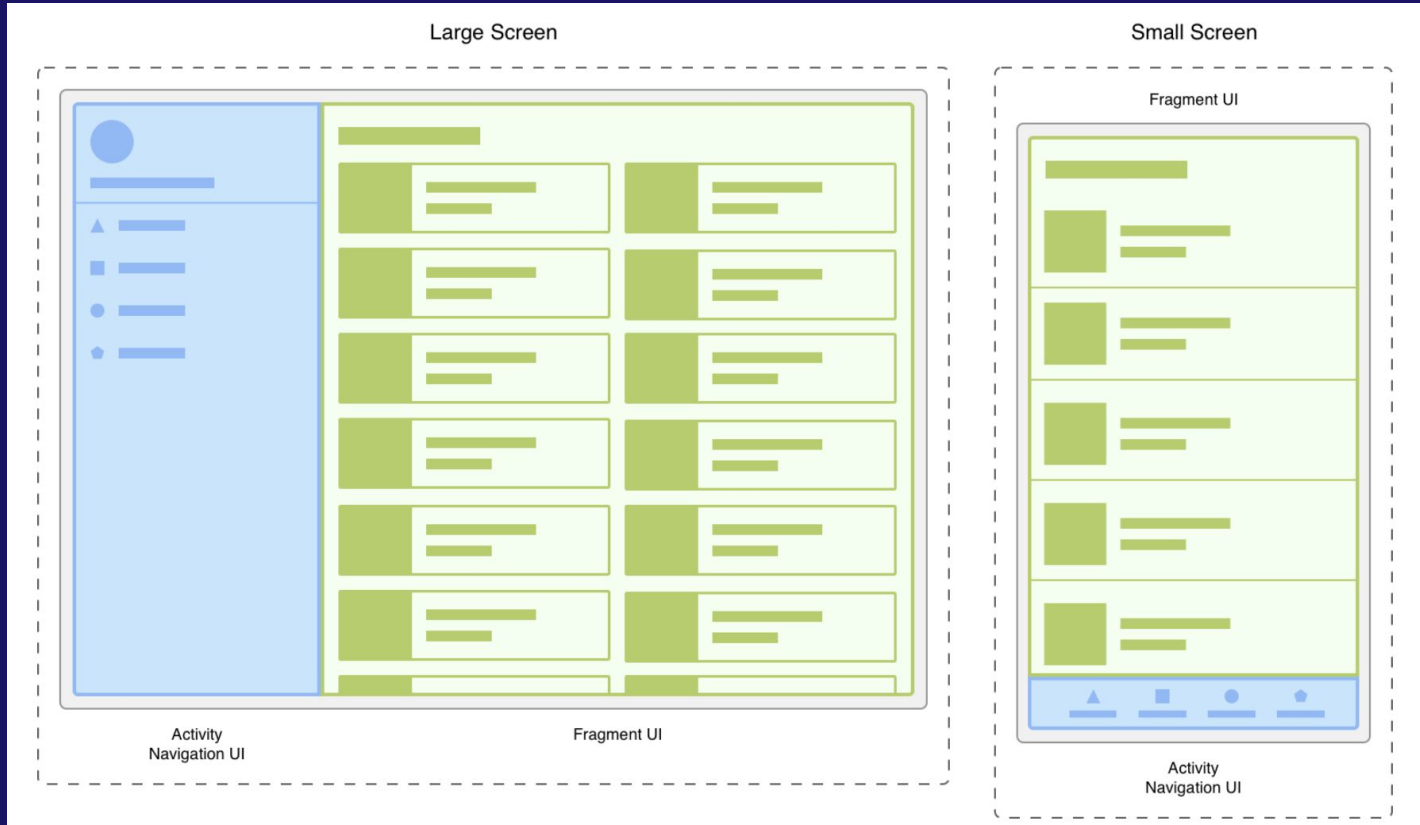 Large Screen
Activity
Navigation UI
Fragment UI
Small Screen
Fragment UI
Activity
Navigation UI